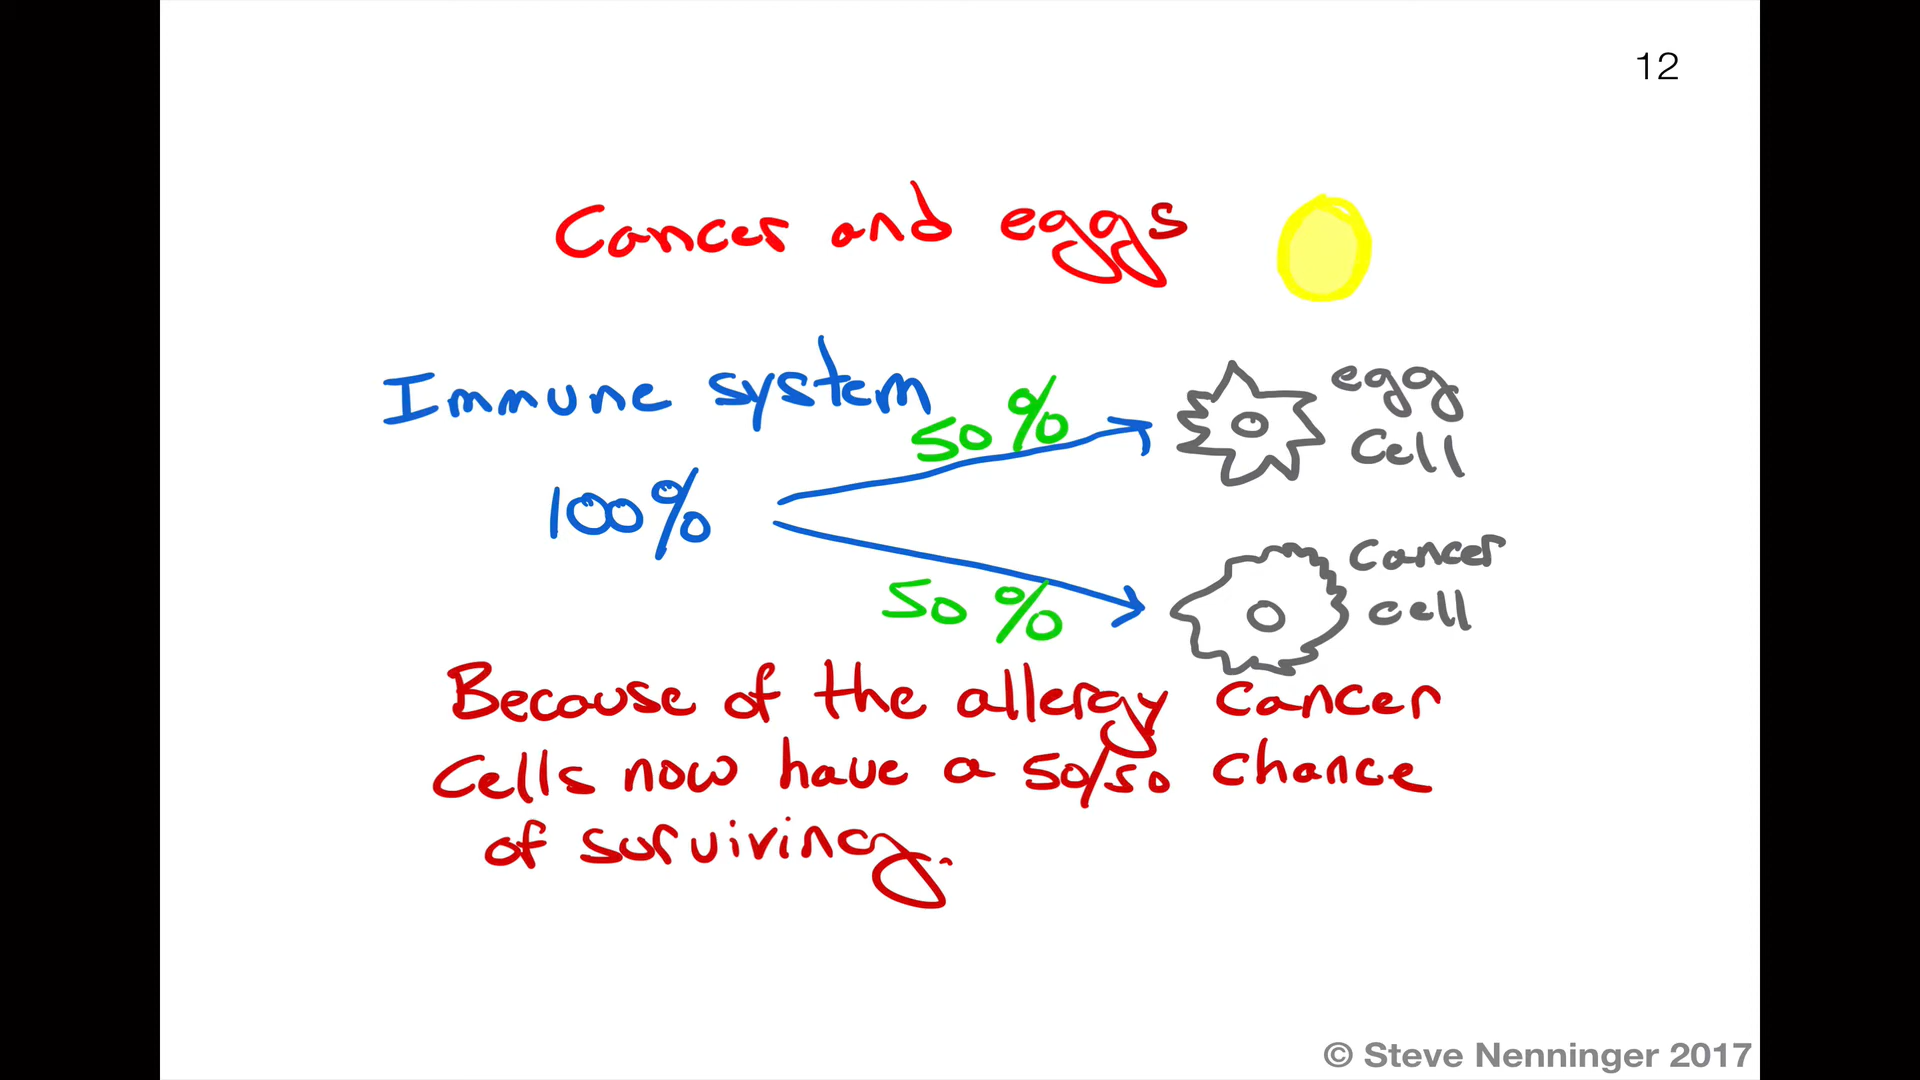 12
Cancer and eggs
Immune system
50%
egg
cell
100%
cancer
cell
50%
Because of the allergy cancer
cells now have a 50/50 chance
of surviving.
© Steve Nenninger 2017